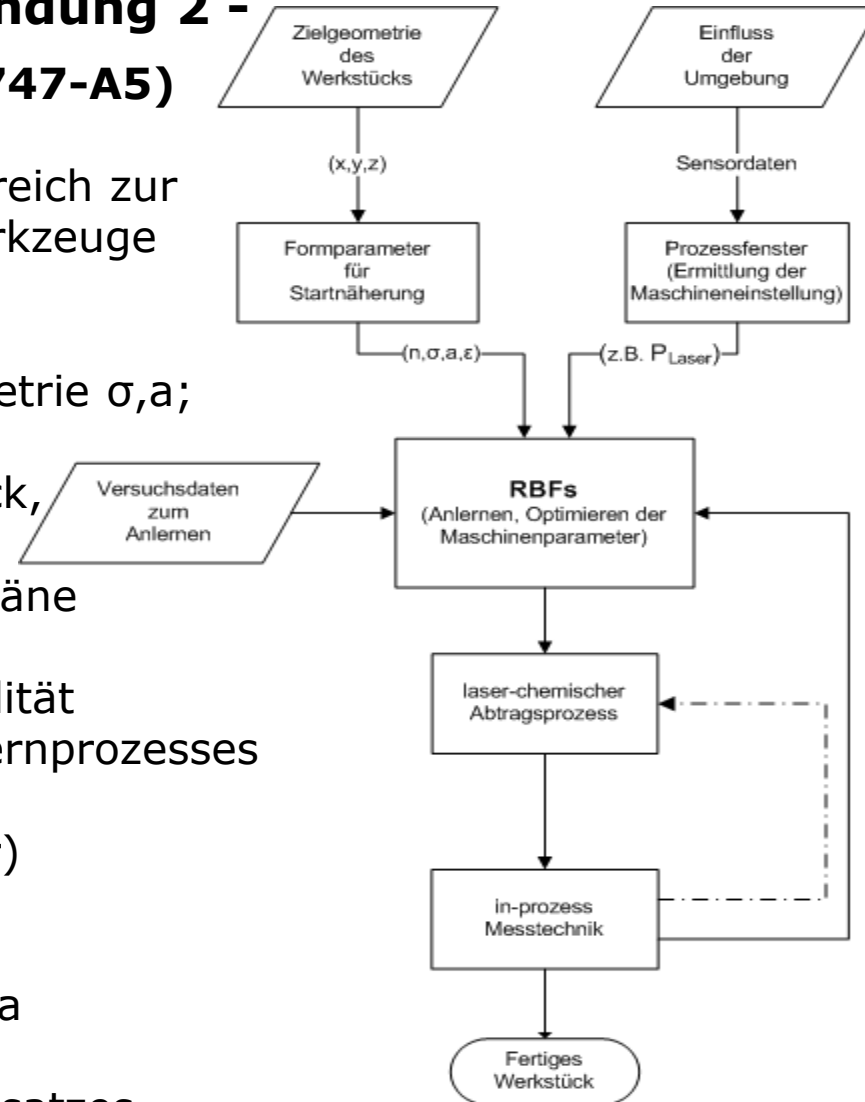 ndung 2 -
747-A5)
reich zur
rkzeuge
etrie σ,a;
ck,
äne
lität
ernprozesses
r)
a
satzes
Zielgeometrie
des
Werkstücks
Einfluss
der
Umgebung
(x,y,z)
Sensordaten
Formparameter
für
Startnäherung
Prozessfenster
(Ermittlung der
Maschineneinstellung)
(n,σ,a,ε)
(z.B. P_Laser)
Versuchsdaten
zum
Anlernen
RBFs
(Anlernen, Optimieren der
Maschinenparameter)
laser-chemischer
Abtragsprozess
in-prozess
Messtechnik
Fertiges
Werkstück